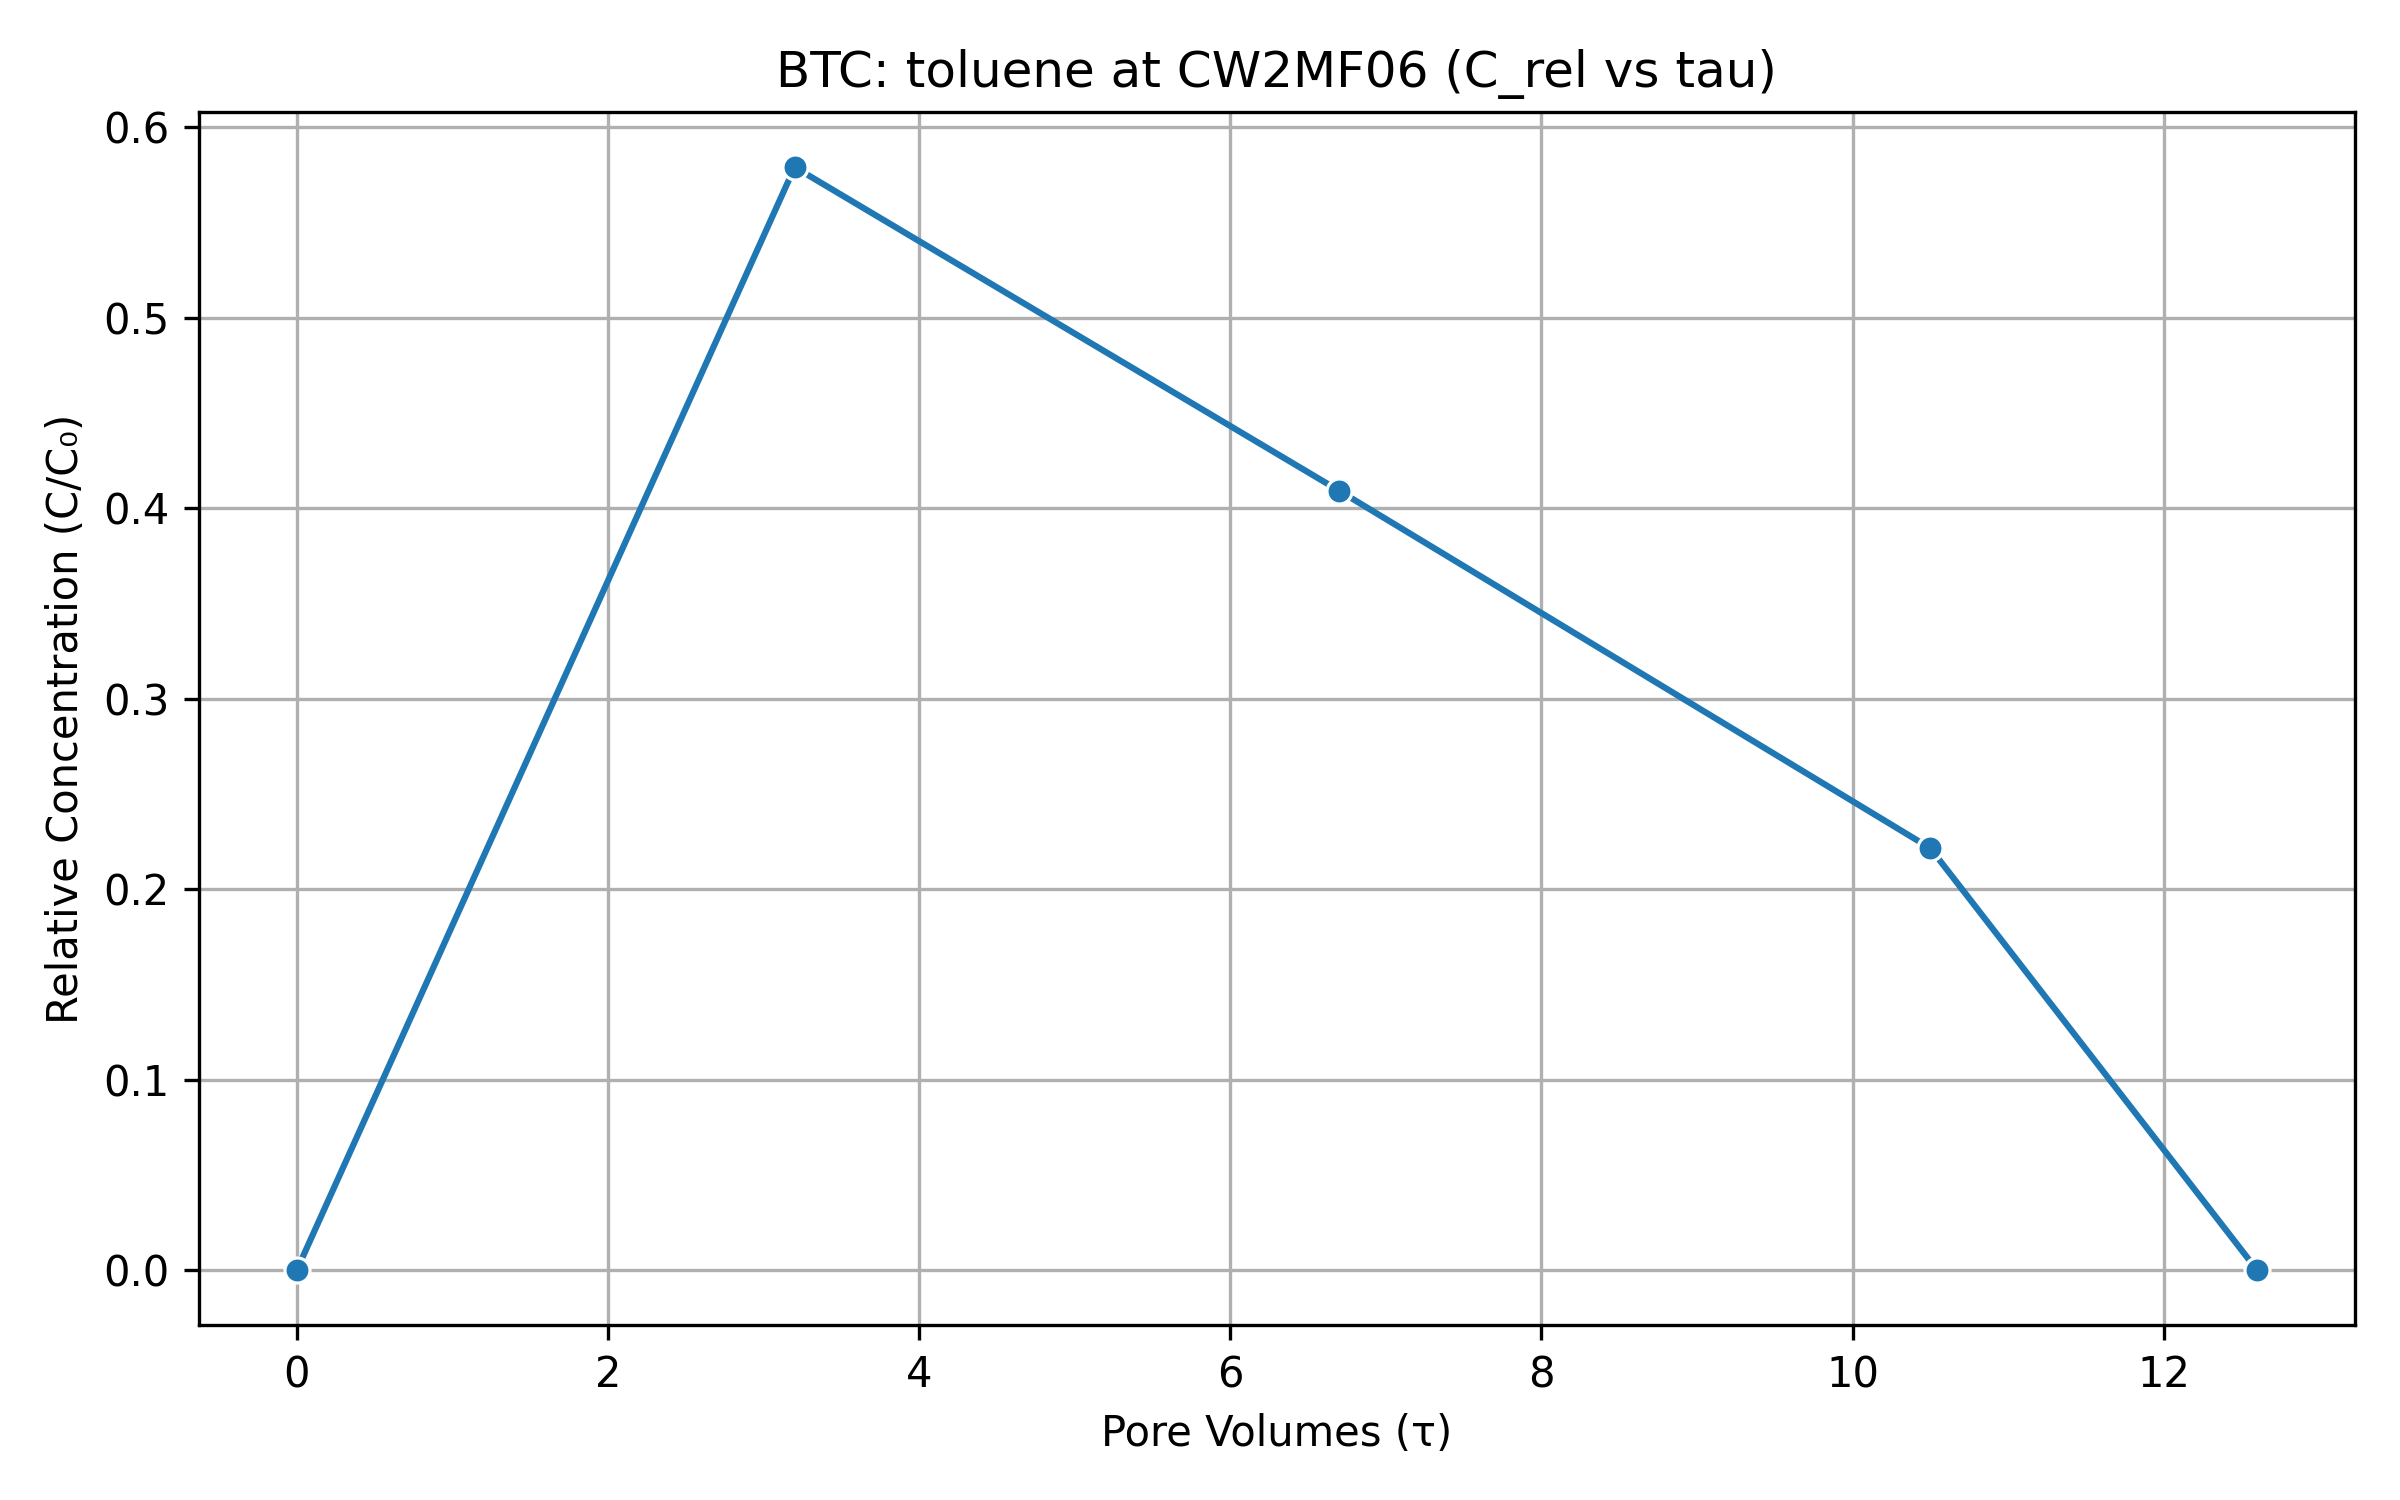 BTC: toluene at CW2MF06 (C_rel vs tau)
Relative Concentration (C/C₀)
0.6
0.5
0.4
0.3
0.2
0.1
0.0
0 2 4 6 8 10 12
Pore Volumes (τ)